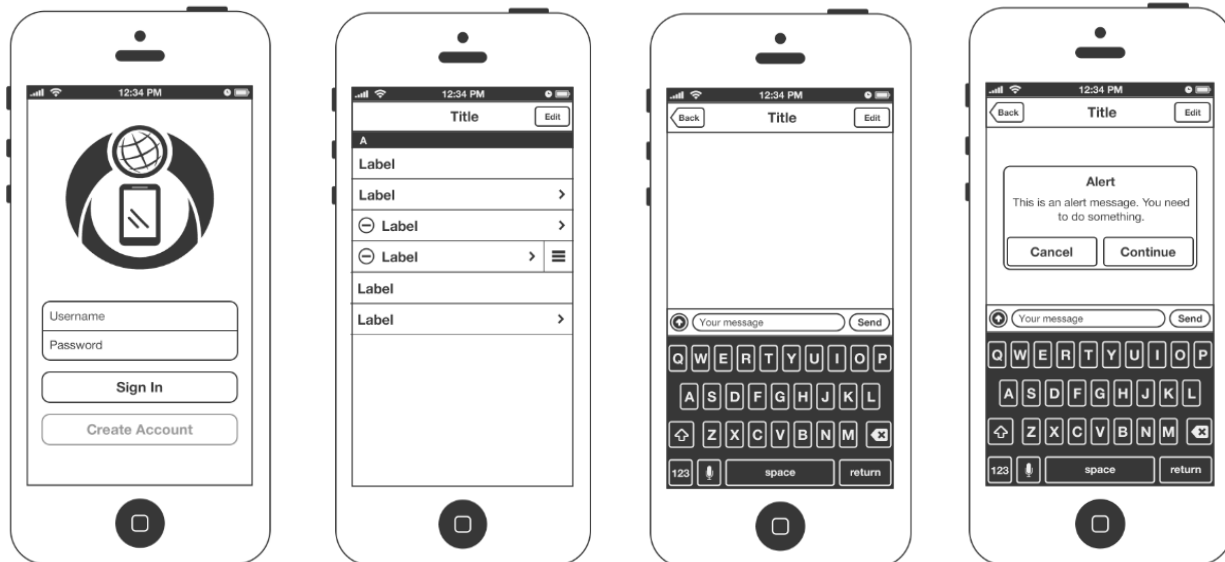 12:34 PM
Username
Password
Sign In
Create Account
12:34 PM
Title Edit
A
Label
Label
Label
Label
Label
Label
12:34 PM
Back Title Edit
Your message Send
Q W E R T Y U I O P
A S D F G H J K L
Z X C V B N M
123 space return
12:34 PM
Back Title Edit
Alert
This is an alert message. You need
to do something.
Cancel Continue
Your message Send
Q W E R T Y U I O P
A S D F G H J K L
Z X C V B N M
123 space return